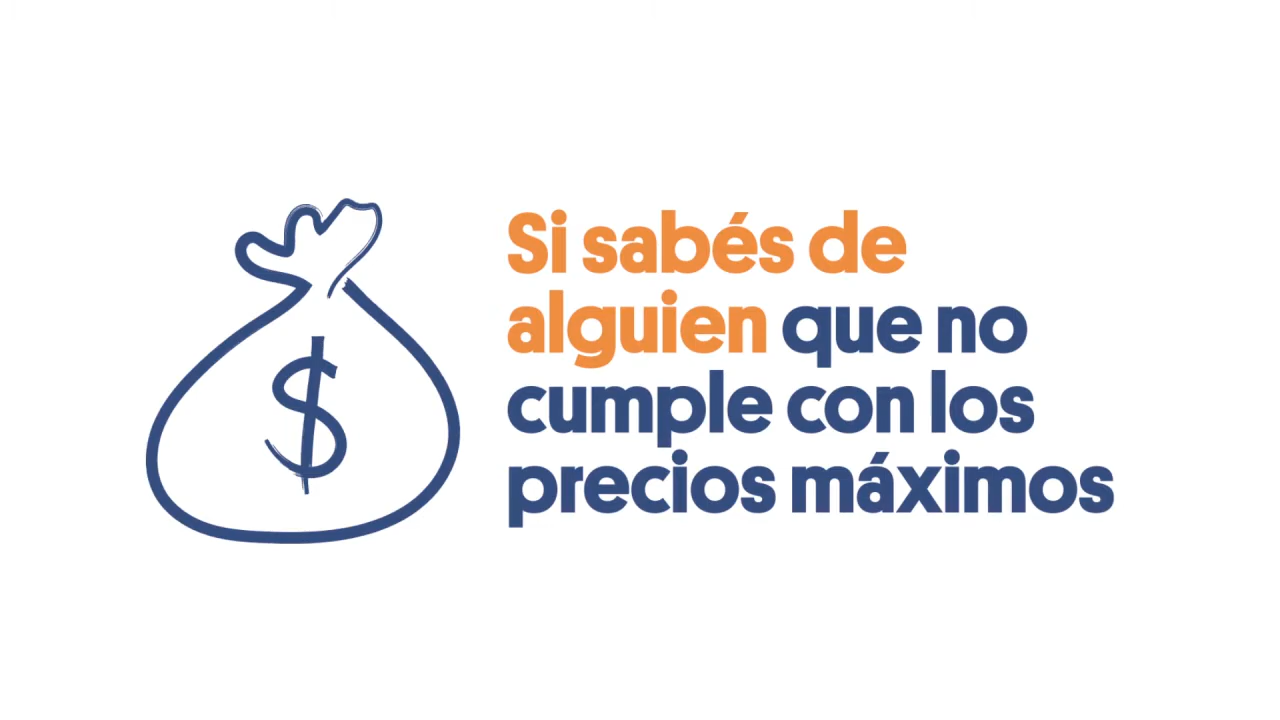 $
Si sabés de
alguien que no
cumple con los
precios máximos